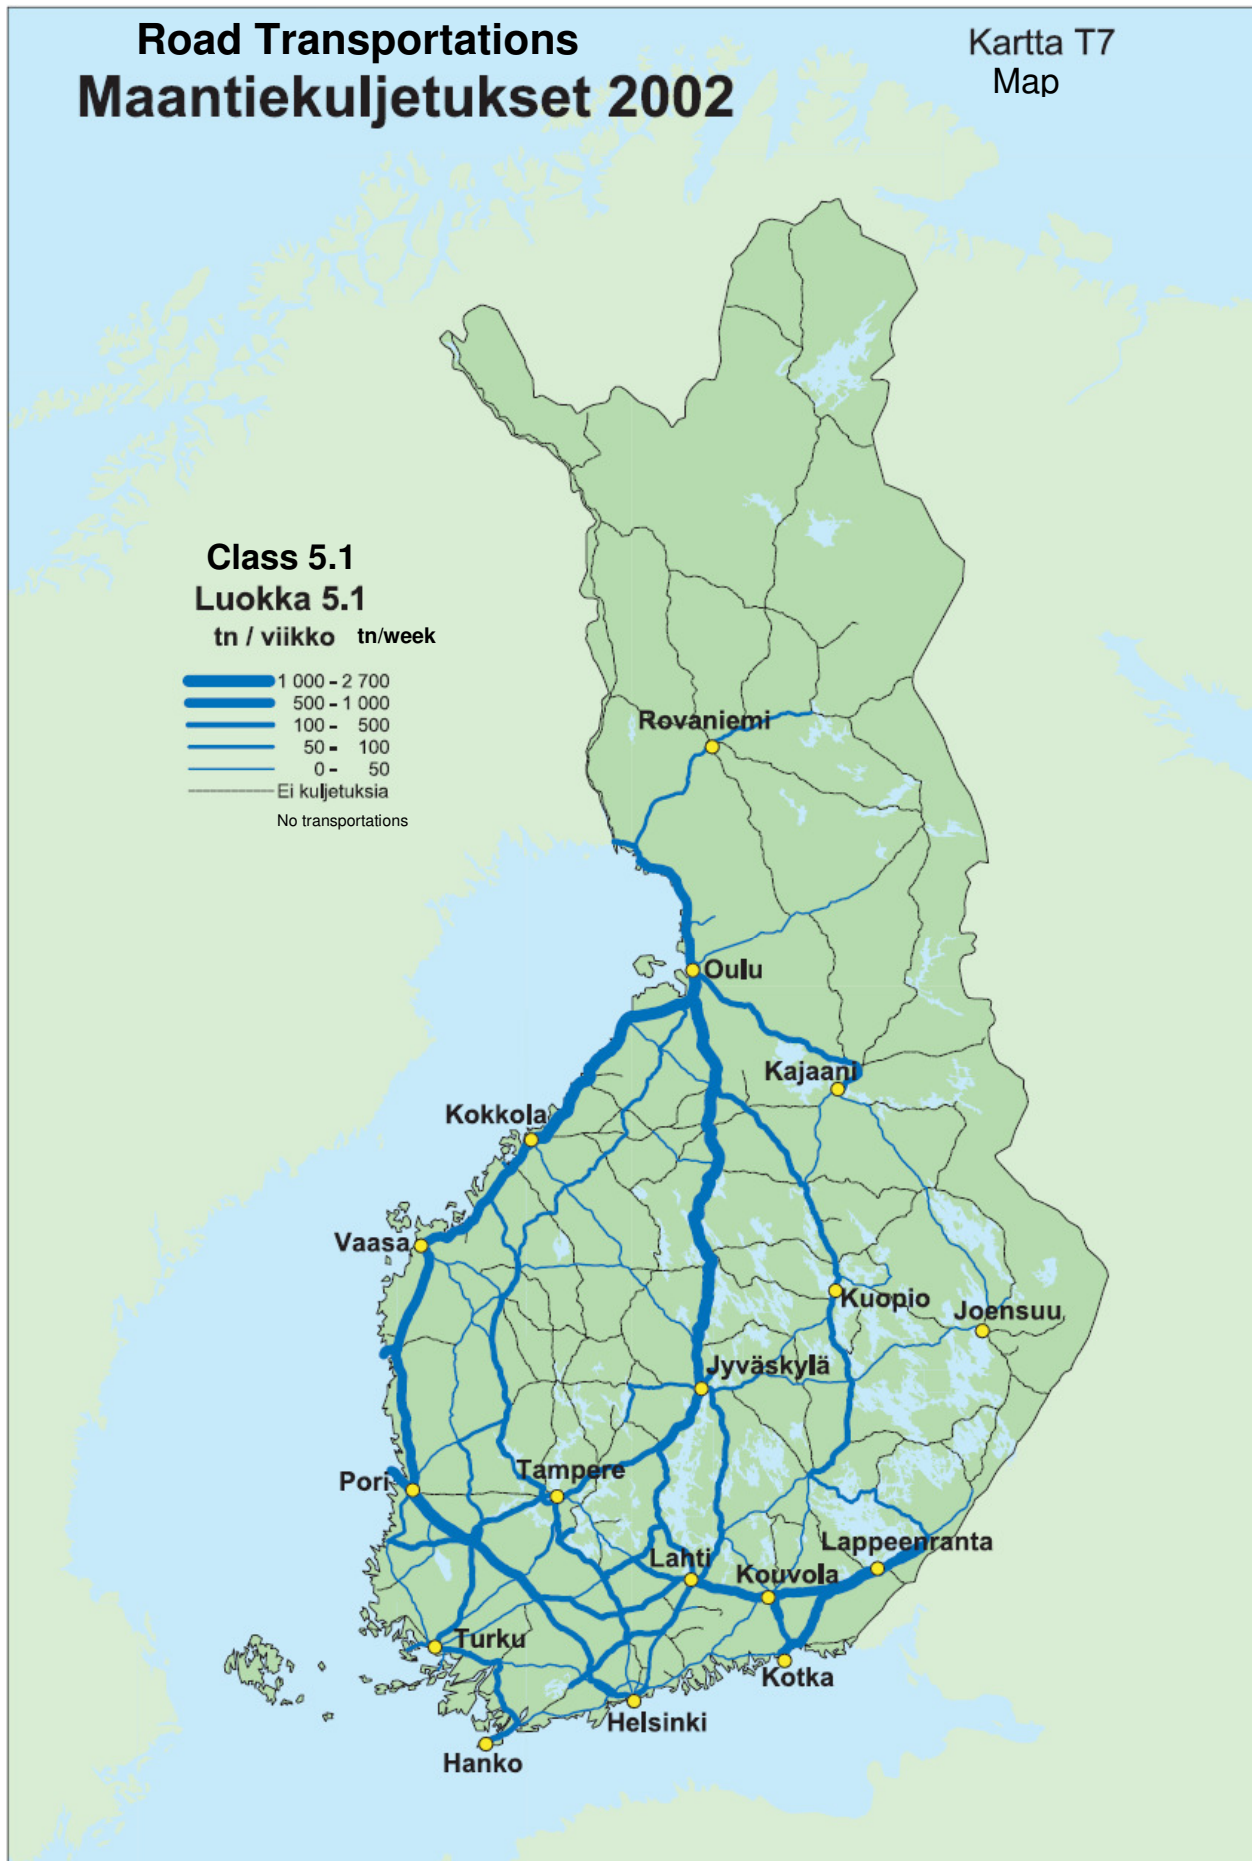 Road Transportations
Maantiekuljetukset 2002
Kartta T7
Map
Class 5.1
Luokka 5.1
tn / viikko tn/week
1 000 - 2 700
500 - 1 000
100 - 500
50 - 100
0 - 50
Ei kuljetuksia
No transportations
Rovaniemi
Oulu
Kajaani
Kokkola
Vaasa
Kuopio
Joensuu
Jyväskylä
Pori
Tampere
Lappeenranta
Lahti
Kouvola
Turku
Kotka
Helsinki
Hanko